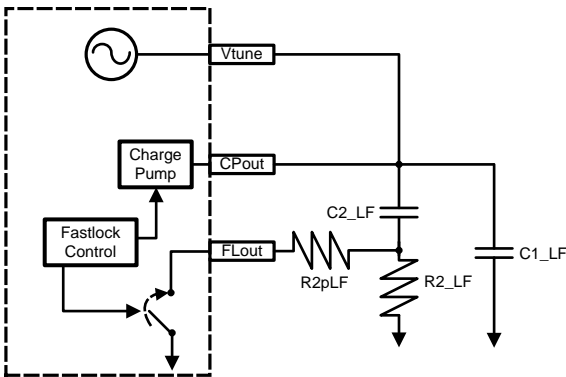 Vtune
Charge
Pump
CPout
C2_LF
Fastlock
Control
FLout
C1_LF
R2pLF
R2_LF